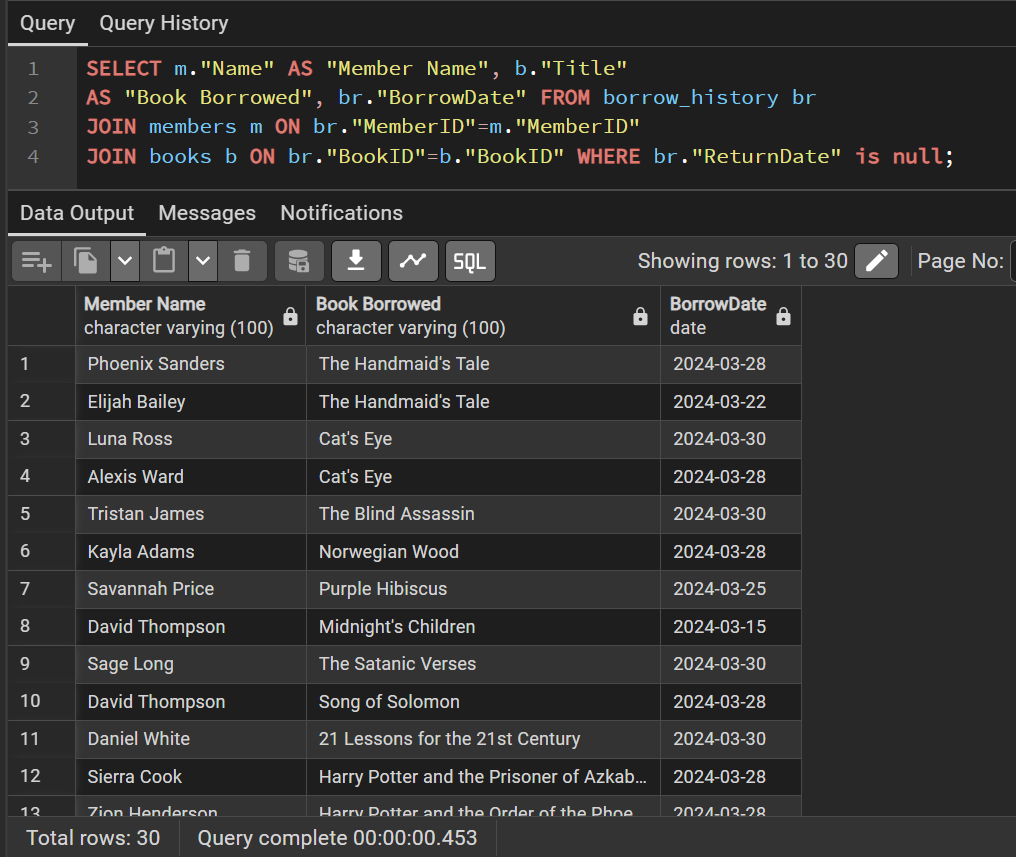 Query Query History
1 SELECT m."Name" AS "Member Name", b."Title"
2 AS "Book Borrowed", br."BorrowDate" FROM borrow_history br
3 JOIN members m ON br."MemberID"=m."MemberID"
4 JOIN books b ON br."BookID"=b."BookID" WHERE br."ReturnDate" is null;
Data Output Messages Notifications
SQL Showing rows: 1 to 30 Page No:
Member Name Book Borrowed BorrowDate
character varying (100) character varying (100) date
1 Phoenix Sanders The Handmaid's Tale 2024-03-28
2 Elijah Bailey The Handmaid's Tale 2024-03-22
3 Luna Ross Cat's Eye 2024-03-30
4 Alexis Ward Cat's Eye 2024-03-28
5 Tristan James The Blind Assassin 2024-03-30
6 Kayla Adams Norwegian Wood 2024-03-28
7 Savannah Price Purple Hibiscus 2024-03-25
8 David Thompson Midnight's Children 2024-03-15
9 Sage Long The Satanic Verses 2024-03-30
10 David Thompson Song of Solomon 2024-03-28
11 Daniel White 21 Lessons for the 21st Century 2024-03-30
12 Sierra Cook Harry Potter and the Prisoner of Azkab... 2024-03-28
13 Zion Henderson Harry Potter and the Order of the Phoe... 2024-03-28
Total rows: 30 Query complete 00:00:00.453